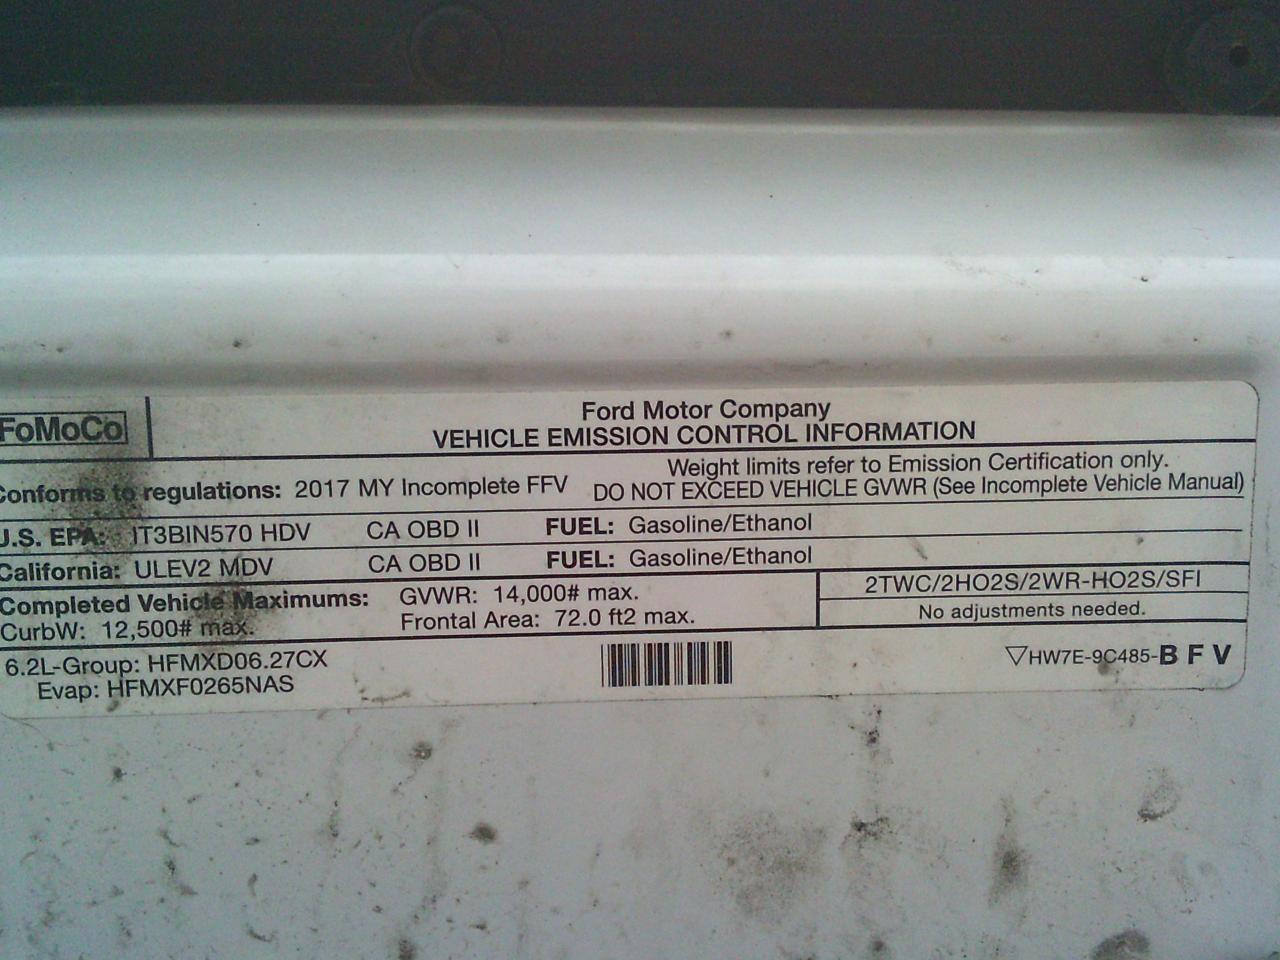 FoMoCo
Ford Motor Company
VEHICLE EMISSION CONTROL INFORMATION
Conforms to regulations: 2017 MY Incomplete FFV
Weight limits refer to Emission Certification only.
DO NOT EXCEED VEHICLE GVWR (See Incomplete Vehicle Manual)
U.S. EPA: IT3BIN570 HDV CA OBD II FUEL: Gasoline/Ethanol
California: ULEV2 MDV CA OBD II FUEL: Gasoline/Ethanol
Completed Vehicle Maximums: GVWR: 14,000# max.
CurbW: 12,500# max. Frontal Area: 72.0 ft2 max.
2TWC/2HO2S/2WR-HO2S/SFI
No adjustments needed.
6.2L-Group: HFMXD06.27CX
Evap: HFMXF0265NAS
▽HW7E-9C485-B F V